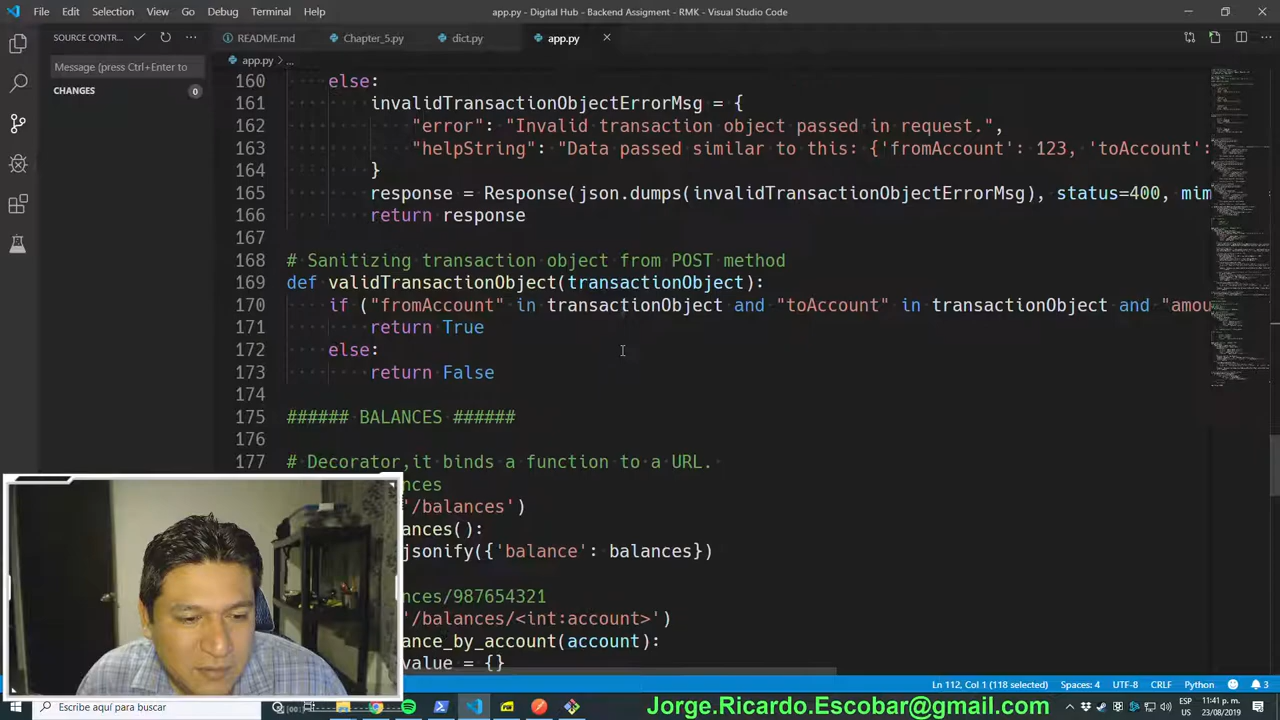 File Edit Selection View Go Debug Terminal Help
app.py - Digital Hub - Backend Assigment - RMK - Visual Studio Code
SOURCE CONTR...
README.md Chapter_5.py dict.py app.py
Message (press Ctrl+Enter to
app.py > ...
CHANGES 0
160 else:
161 invalidTransactionObjectErrorMsg = {
162 "error": "Invalid transaction object passed in request.",
163 "helpString": "Data passed similar to this: {'fromAccount': 123, 'toAccount':
164 }
165 response = Response(json.dumps(invalidTransactionObjectErrorMsg), status=400, mim
166 return response
167
168 # Sanitizing transaction object from POST method
169 def validTransactionObject(transactionObject):
170 if ("fromAccount" in transactionObject and "toAccount" in transactionObject and "amou
171 return True
172 else:
173 return False
174
175 ###### BALANCES ######
176
177 # Decorator,it binds a function to a URL.
nces
'/balances')
ances():
jsonify({'balance': balances})
nces/987654321
'/balances/<int:account>')
ance_by_account(account):
value = {}
Ln 112, Col 1 (118 selected) Spaces: 4 UTF-8 CRLF Python 3
Escribe aquí para buscar
Jorge.Ricardo.Escobar@gmail.com
ESP
11:41 p. m.
23/08/2019